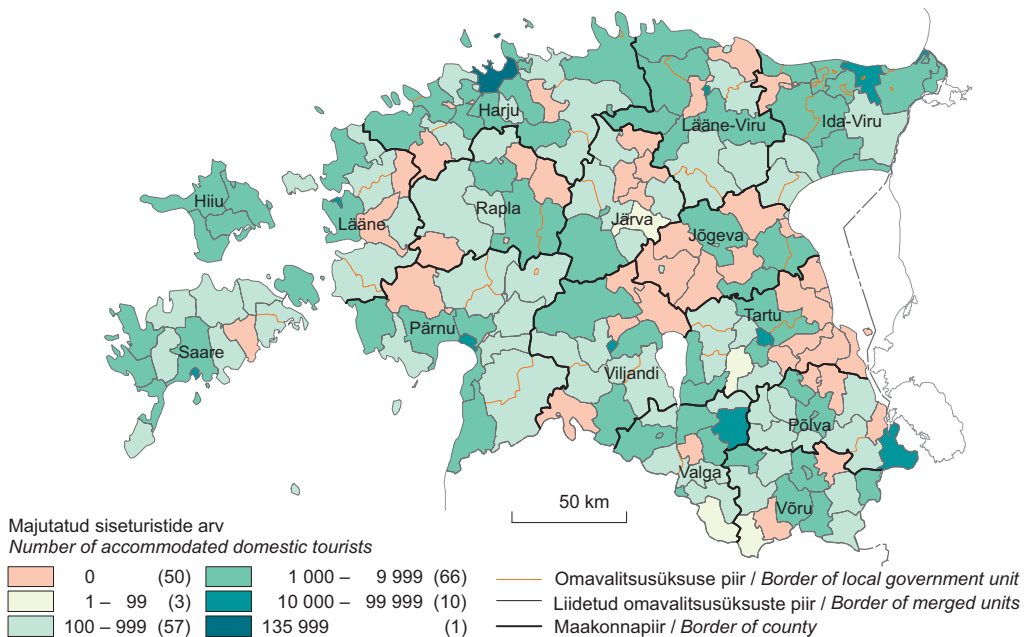 Harju
Lääne-Viru
Ida-Viru
Hiiu
Lääne
Rapla
Järva
Jõgeva
Saare
Pärnu
Viljandi
Tartu
Põlva
Valga
Võru
50 km
Majutatud siseturistide arv
Number of accommodated domestic tourists
0 (50)
1 – 99 (3)
100 – 999 (57)
1 000 – 9 999 (66)
10 000 – 99 999 (10)
135 999 (1)
Omavalitsusüksuse piir / Border of local government unit
Liidetud omavalitsusüksuste piir / Border of merged units
Maakonnapiir / Border of county